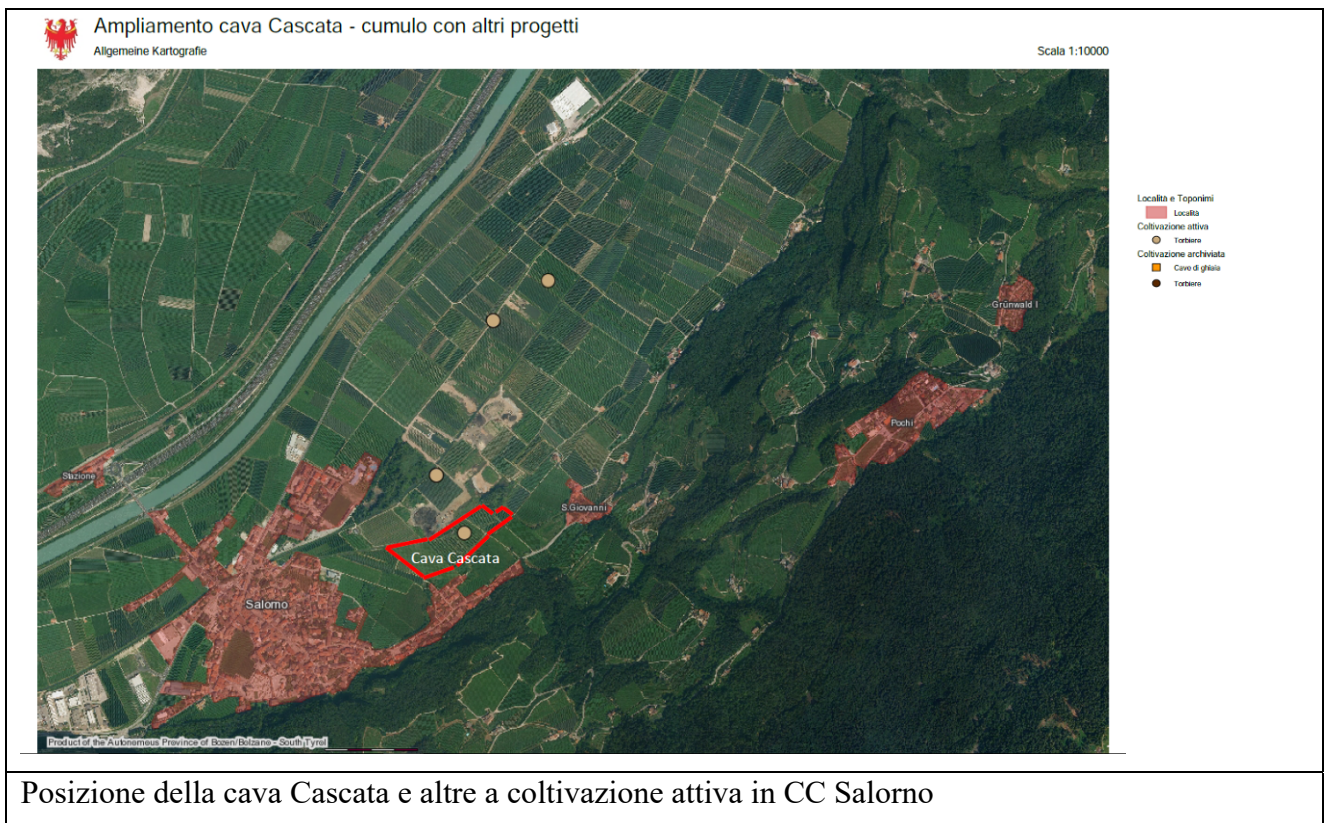 Ampliamento cava Cascata - cumulo con altri progetti
Allgemeine Kartografie
Scala 1:10000
Località e Toponimi
Località
Coltivazione attiva
Torbiere
Coltivazione archiviata
Cave di ghiaia
Torbiere
Grünwald I
Pochi
Stazione
S.Giovanni
Cava Cascata
Salorno
Product of the Autonomous Province of Bozen/Bolzano - South Tyrol
Posizione della cava Cascata e altre a coltivazione attiva in CC Salorno